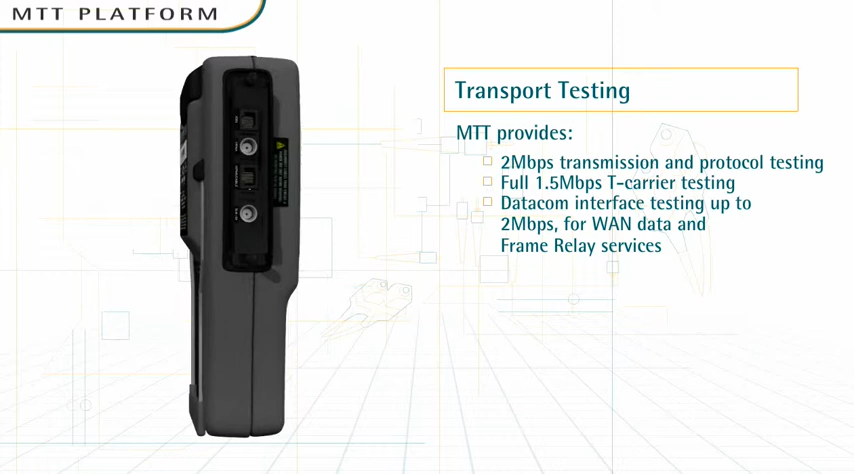 MTT PLATFORM
Transport Testing
MTT provides:
2Mbps transmission and protocol testing
Full 1.5Mbps T-carrier testing
Datacom interface testing up to
2Mbps, for WAN data and
Frame Relay services